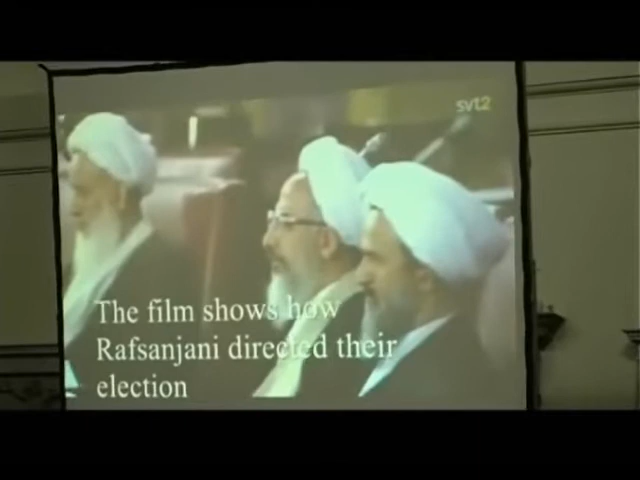 svt2
The film shows how
Rafsanjani directed their
election